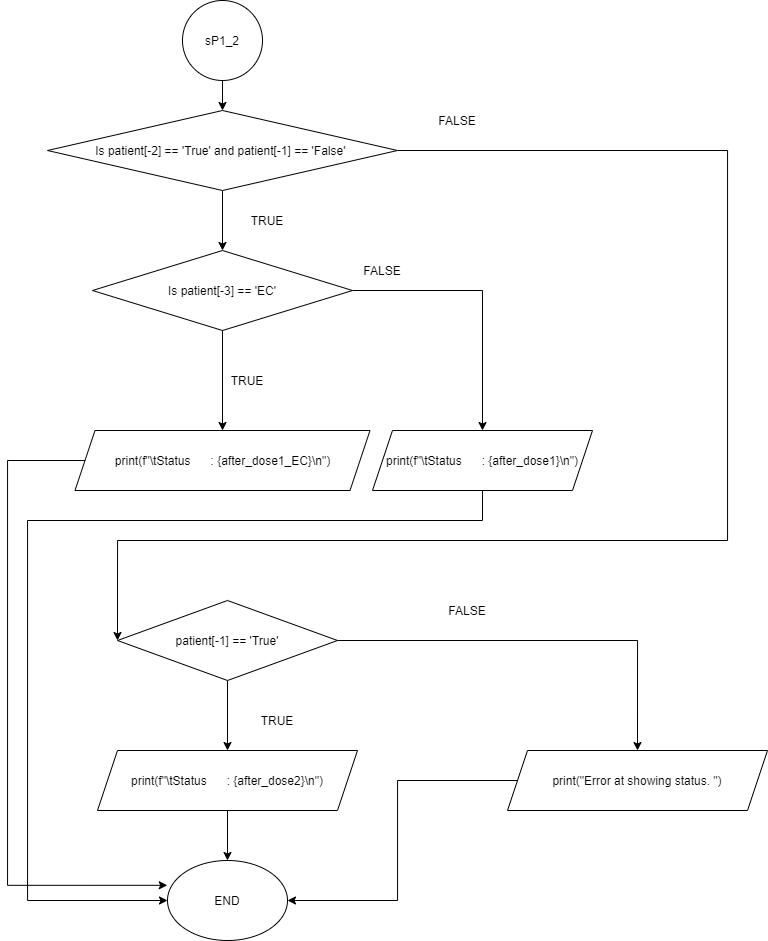 sP1_2
FALSE
Is patient[-2] == 'True' and patient[-1] == 'False'
TRUE
FALSE
Is patient[-3] == 'EC'
TRUE
print(f"\tStatus      : {after_dose1_EC}\n")
print(f"\tStatus      : {after_dose1}\n")
FALSE
patient[-1] == 'True'
TRUE
print(f"\tStatus      : {after_dose2}\n")
print("Error at showing status. ")
END